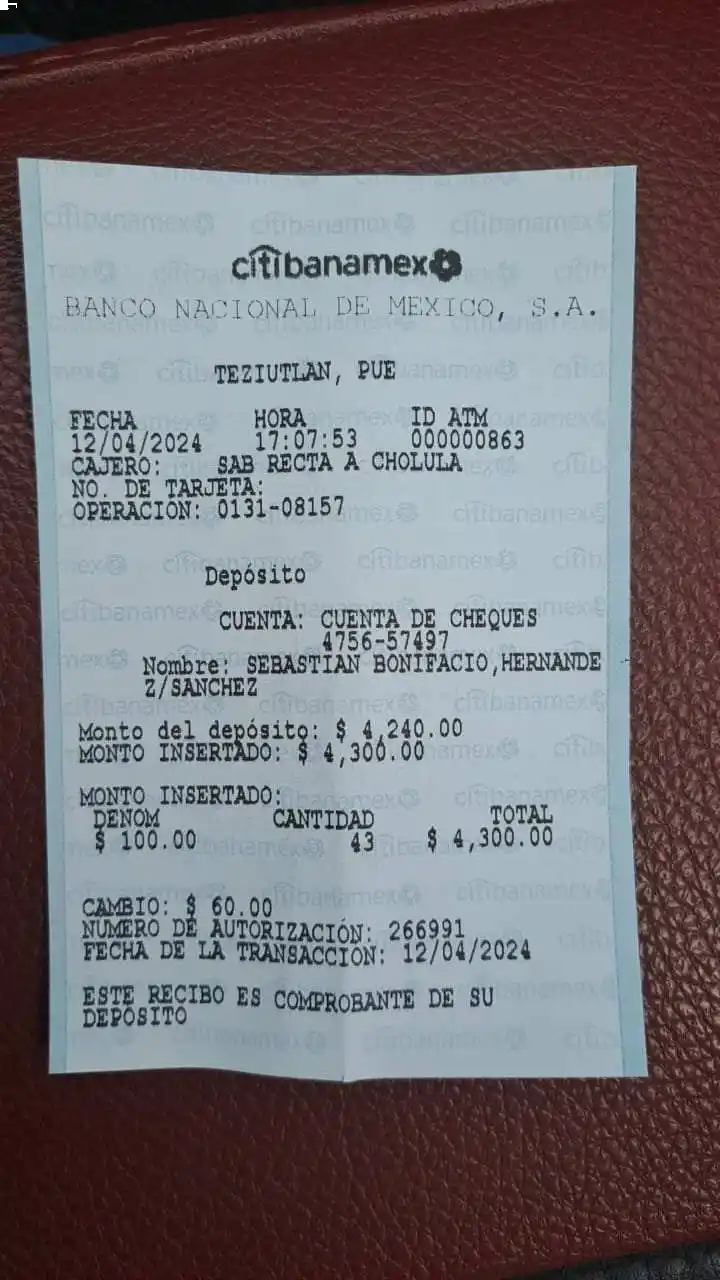 citibanamex
BANCO NACIONAL DE MEXICO, S.A.
TEZIUTLAN, PUE
FECHA HORA ID ATM
12/04/2024 17:07:53 000000863
CAJERO: SAB RECTA A CHOLULA
NO. DE TARJETA:
OPERACION: 0131-08157
Depósito
CUENTA: CUENTA DE CHEQUES
4756-57497
Nombre: SEBASTIAN BONIFACIO,HERNANDE
Z/SANCHEZ
Monto del depósito: $ 4,240.00
MONTO INSERTADO: $ 4,300.00
MONTO INSERTADO:
DENOM CANTIDAD TOTAL
$ 100.00 43 $ 4,300.00
CAMBIO: $ 60.00
NUMERO DE AUTORIZACIÓN: 266991
FECHA DE LA TRANSACCION: 12/04/2024
ESTE RECIBO ES COMPROBANTE DE SU
DEPOSITO